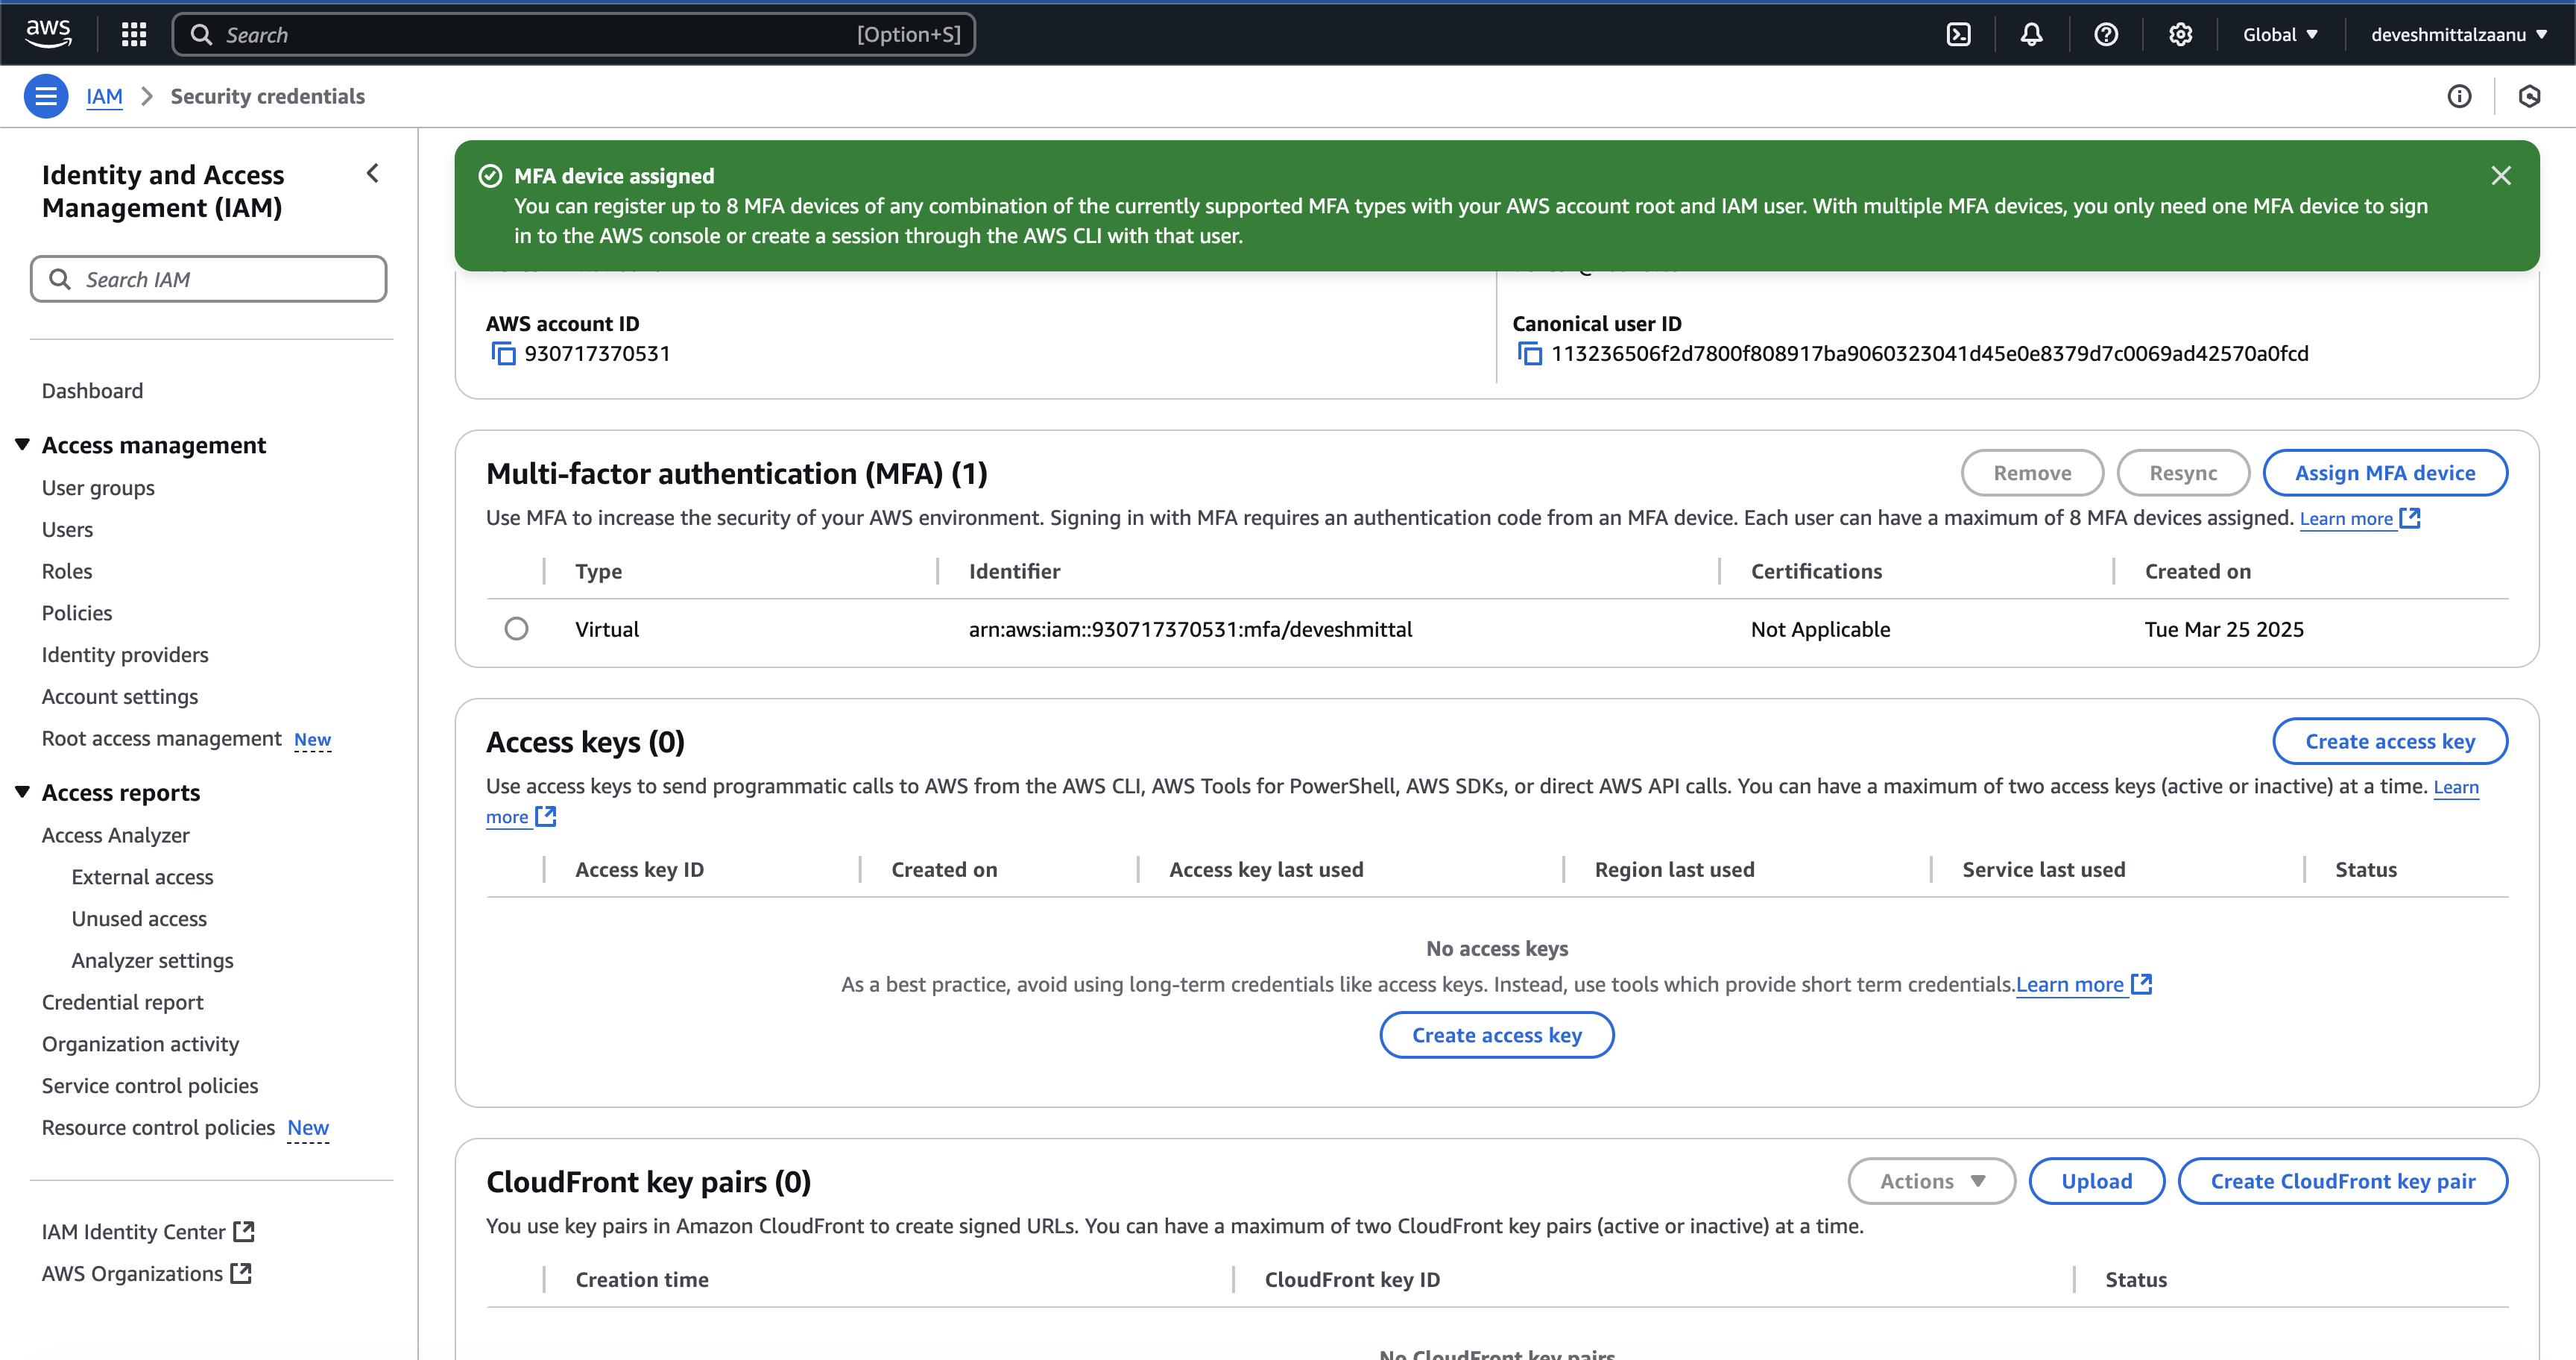 aws
Search
[Option+S]
Global
deveshmittalzaanu
IAM
Security credentials
Identity and Access
Management (IAM)
Search IAM
Dashboard
Access management
User groups
Users
Roles
Policies
Identity providers
Account settings
Root access management New
Access reports
Access Analyzer
External access
Unused access
Analyzer settings
Credential report
Organization activity
Service control policies
Resource control policies New
IAM Identity Center
AWS Organizations
MFA device assigned
You can register up to 8 MFA devices of any combination of the currently supported MFA types with your AWS account root and IAM user. With multiple MFA devices, you only need one MFA device to sign
in to the AWS console or create a session through the AWS CLI with that user.
AWS account ID
930717370531
Canonical user ID
113236506f2d7800f808917ba9060323041d45e0e8379d7c0069ad42570a0fcd
Multi-factor authentication (MFA) (1)
Remove
Resync
Assign MFA device
Use MFA to increase the security of your AWS environment. Signing in with MFA requires an authentication code from an MFA device. Each user can have a maximum of 8 MFA devices assigned. Learn more
Type Identifier Certifications Created on
Virtual arn:aws:iam::930717370531:mfa/deveshmittal Not Applicable Tue Mar 25 2025
Access keys (0)
Create access key
Use access keys to send programmatic calls to AWS from the AWS CLI, AWS Tools for PowerShell, AWS SDKs, or direct AWS API calls. You can have a maximum of two access keys (active or inactive) at a time. Learn
more
Access key ID Created on Access key last used Region last used Service last used Status
No access keys
As a best practice, avoid using long-term credentials like access keys. Instead, use tools which provide short term credentials.Learn more
Create access key
CloudFront key pairs (0)
Actions
Upload
Create CloudFront key pair
You use key pairs in Amazon CloudFront to create signed URLs. You can have a maximum of two CloudFront key pairs (active or inactive) at a time.
Creation time CloudFront key ID Status
No CloudFront key pairs